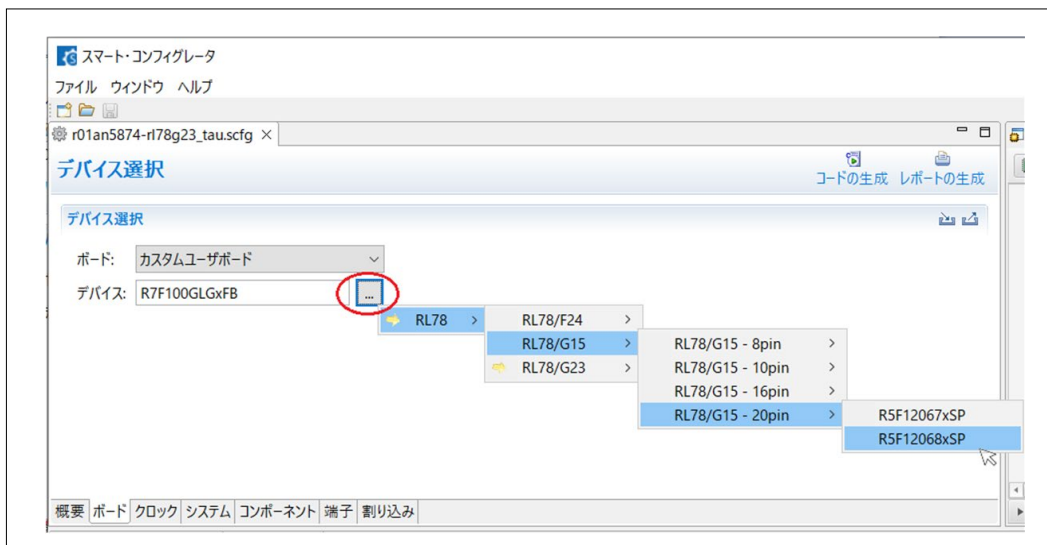 スマート・コンフィグレータ
ファイル ウィンドウ ヘルプ
r01an5874-rl78g23_tau.scfg
デバイス選択
コードの生成 レポートの生成
デバイス選択
ボード: カスタムユーザボード
デバイス: R7F100GLGxFB ...
RL78
RL78/F24
RL78/G15
RL78/G23
RL78/G15 - 8pin
RL78/G15 - 10pin
RL78/G15 - 16pin
RL78/G15 - 20pin
R5F12067xSP
R5F12068xSP
概要 ボード クロック システム コンポーネント 端子 割り込み